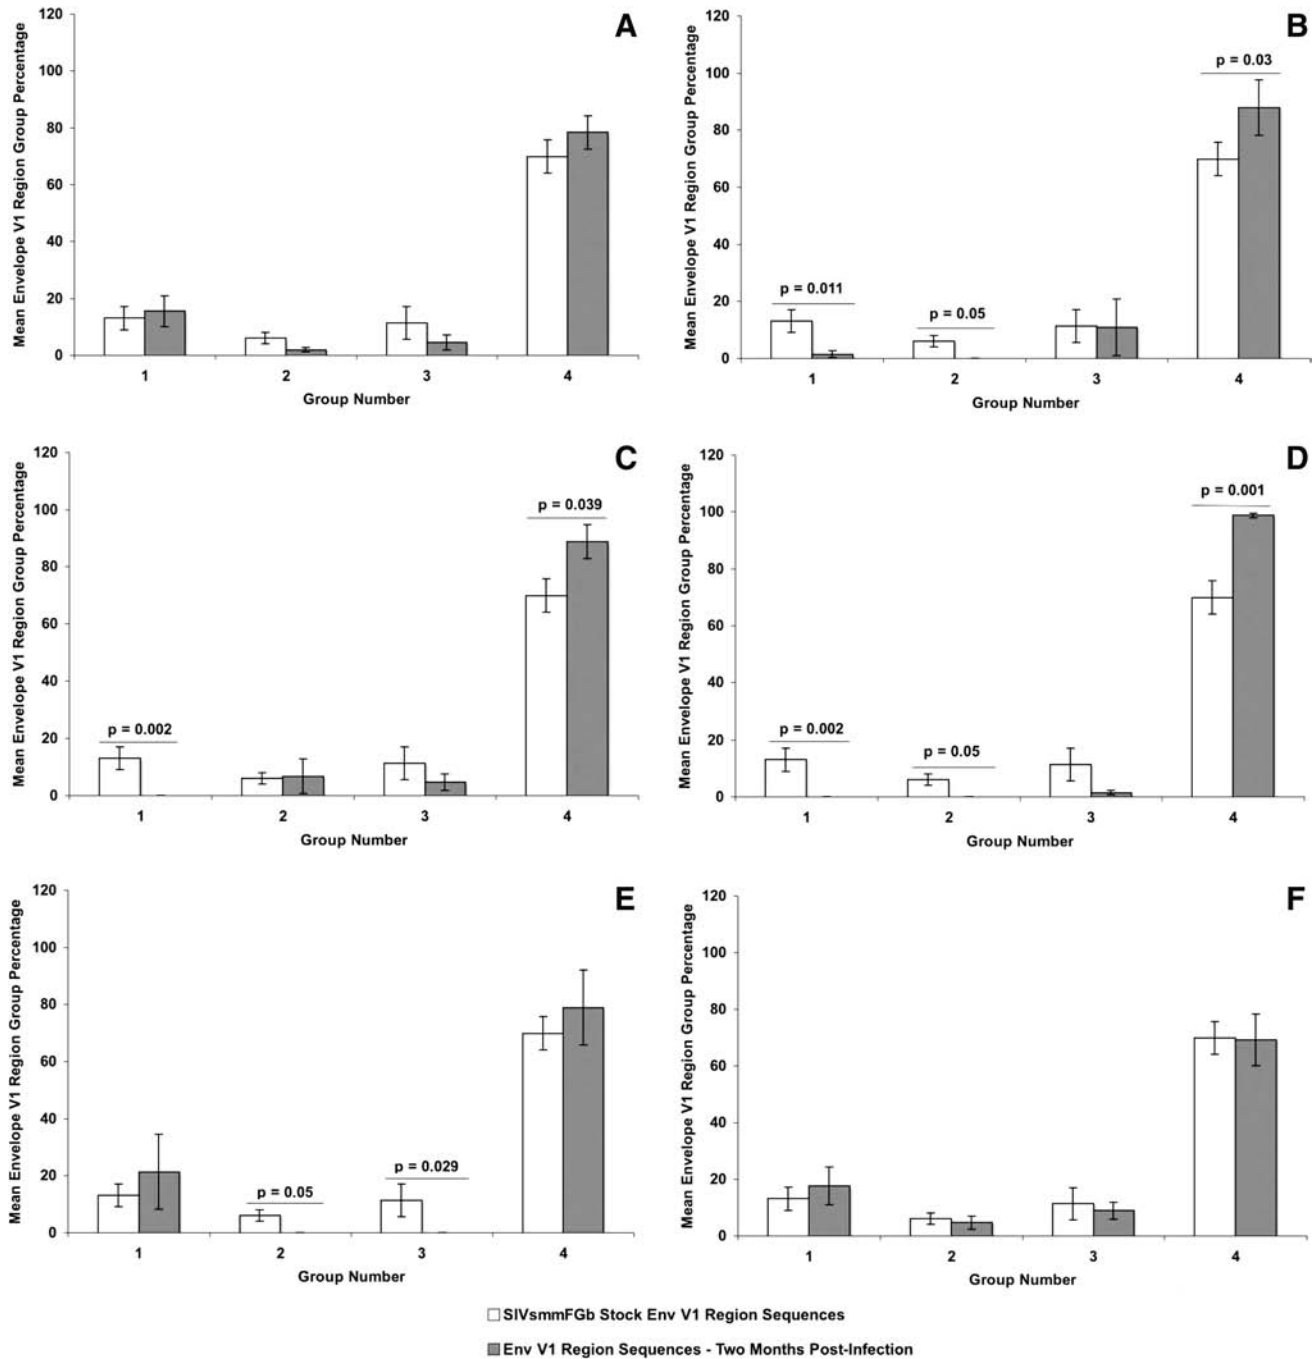 A
Mean Envelope V1 Region Group Percentage
120
100
80
60
40
20
0
1 2 3 4
Group Number
B
Mean Envelope V1 Region Group Percentage
120
100
80
60
40
20
0
p = 0.011
p = 0.05
p = 0.03
1 2 3 4
Group Number
C
Mean Envelope V1 Region Group Percentage
120
100
80
60
40
20
0
p = 0.002
p = 0.039
1 2 3 4
Group Number
D
Mean Envelope V1 Region Group Percentage
120
100
80
60
40
20
0
p = 0.002
p = 0.05
p = 0.001
1 2 3 4
Group Number
E
Mean Envelope V1 Region Group Percentage
120
100
80
60
40
20
0
p = 0.05
p = 0.029
1 2 3 4
Group Number
F
Mean Envelope V1 Region Group Percentage
120
100
80
60
40
20
0
1 2 3 4
Group Number
SIVsmmFGb Stock Env V1 Region Sequences
Env V1 Region Sequences - Two Months Post-Infection